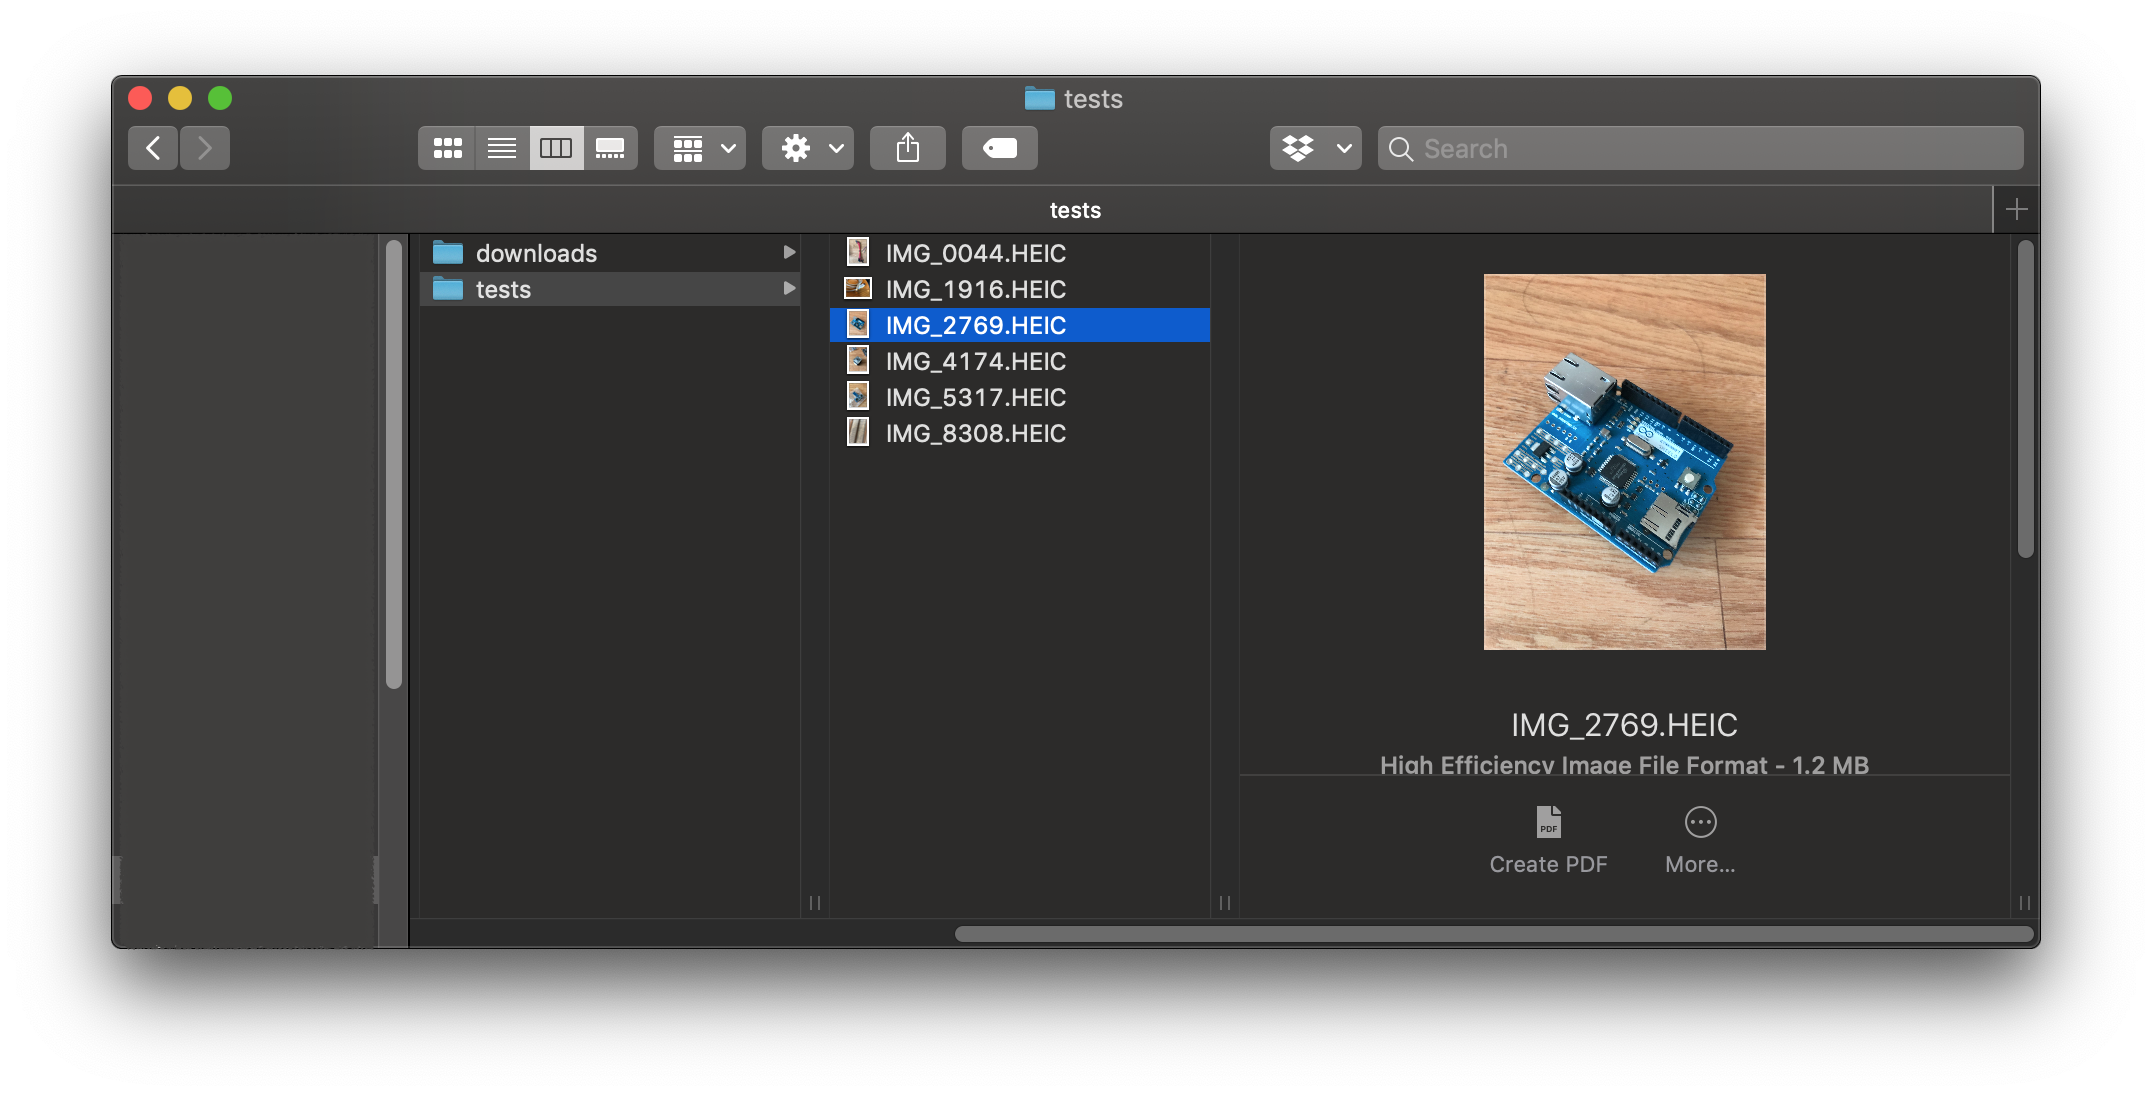 tests
Search
tests
downloads
tests
IMG_0044.HEIC
IMG_1916.HEIC
IMG_2769.HEIC
IMG_4174.HEIC
IMG_5317.HEIC
IMG_8308.HEIC
IMG_2769.HEIC
High Efficiency Image File Format - 1.2 MB
PDF
Create PDF
More...